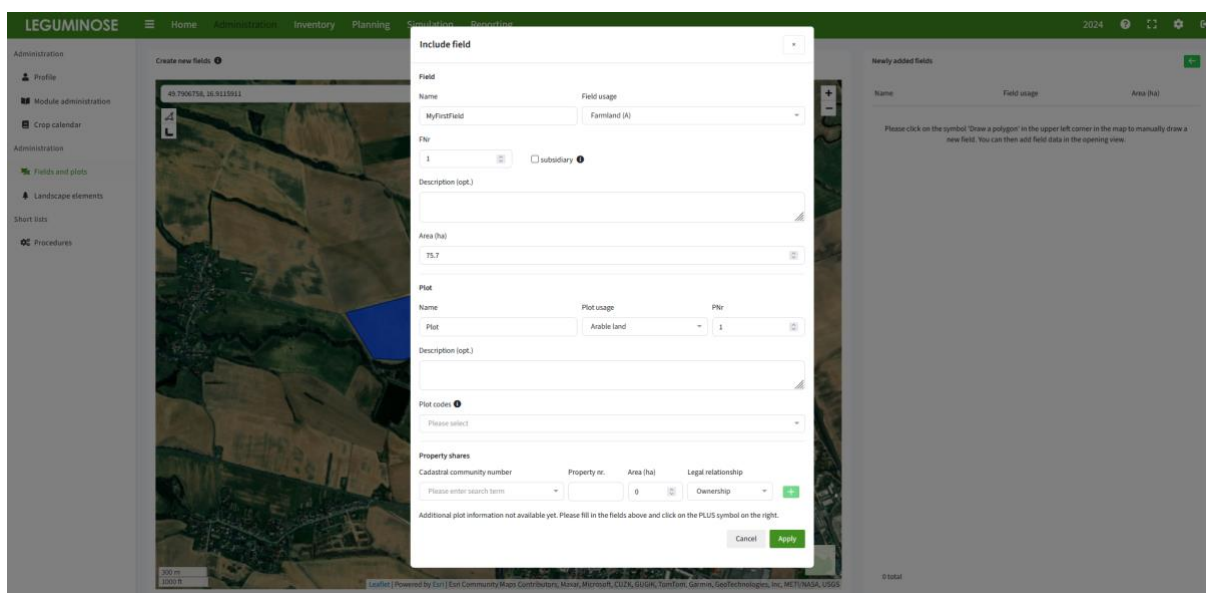 LEGUMINOSE
Home Administration Inventory Planning Simulation Reporting
2024
Administration
Profile
Module administration
Crop calendar
Administration
Fields and plots
Landscape elements
Short lists
Procedures
Create new fields
49.7906758, 16.9115911
300 m
1000 ft
Include field
Field
Name Field usage
MyFirstField Farmland (A)
FNr
1 subsidiary
Description (opt.)
Area (ha)
75.7
Plot
Name Plot usage PNr
Plot Arable land 1
Description (opt.)
Plot codes
Please select
Property shares
Cadastral community number Property nr. Area (ha) Legal relationship
Please enter search term 0 Ownership
Additional plot information not available yet. Please fill in the fields above and click on the PLUS symbol on the right.
Cancel Apply
Leaflet | Powered by Esri | Esri Community Maps Contributors, Maxar, Microsoft, CUZK, GUGIK, TomTom, Garmin, GeoTechnologies, Inc, METI/NASA, USGS
Newly added fields
Name Field usage Area (ha)
Please click on the symbol 'Draw a polygon' in the upper left corner in the map to manually draw a
new field. You can then add field data in the opening view.
0 total